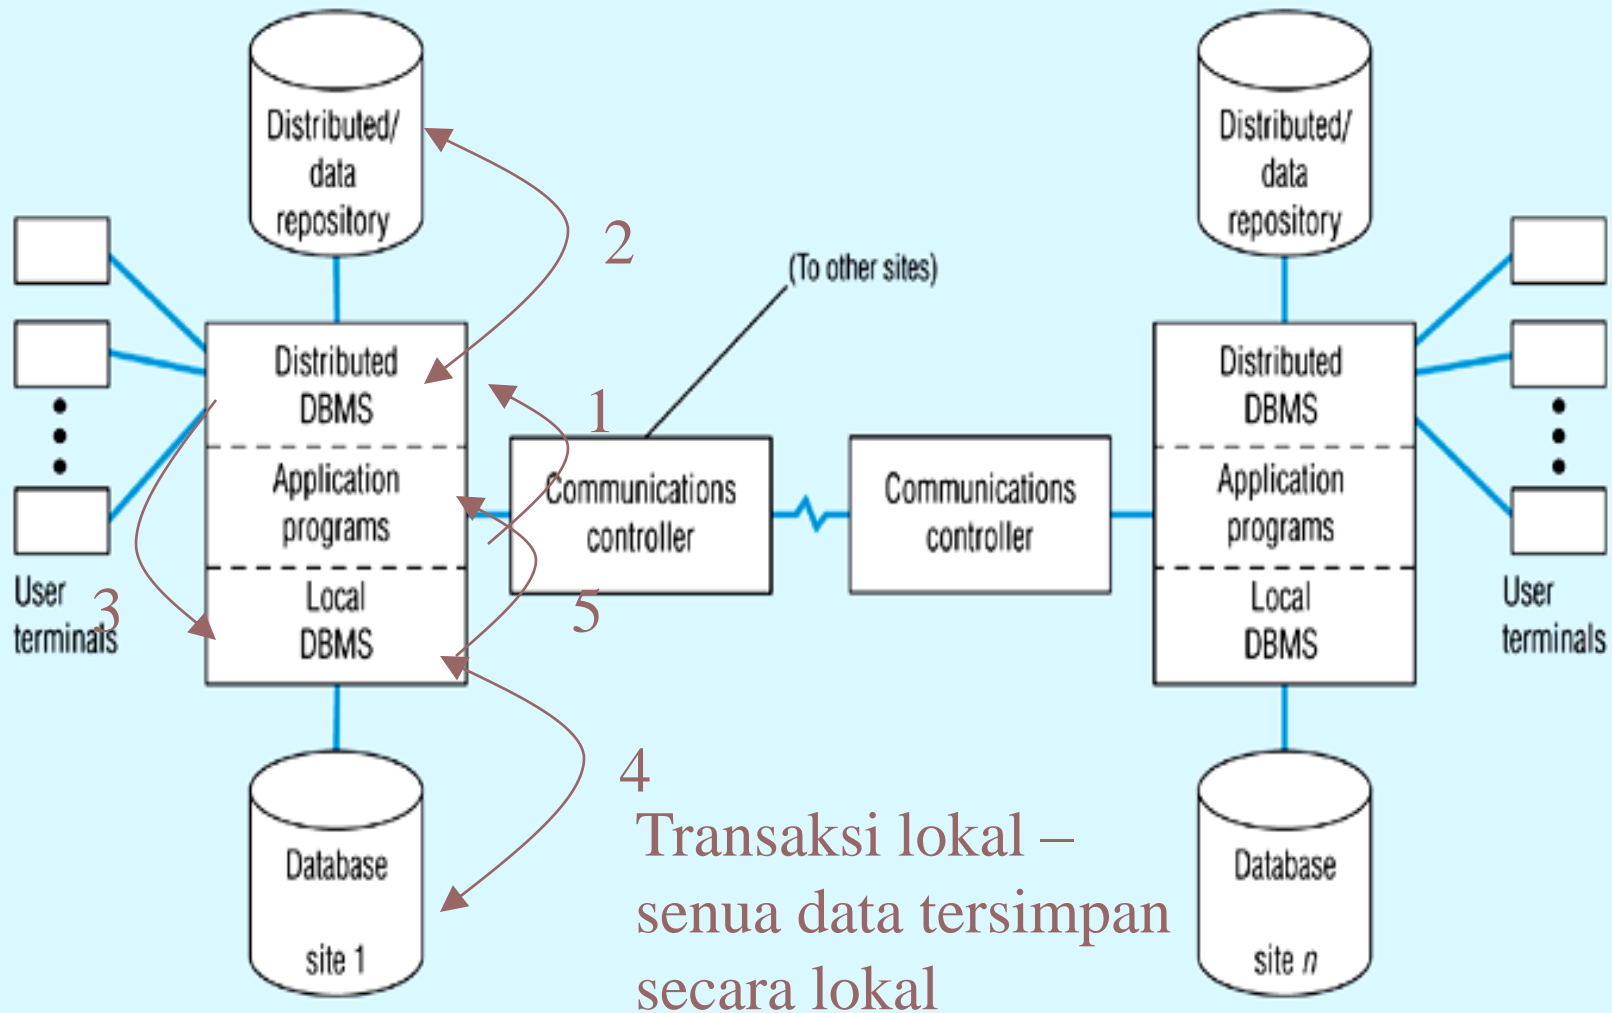 Distributed/
data
repository
Distributed/
data
repository
2
(To other sites)
Distributed
DBMS
1
Distributed
DBMS
Application
programs
Communications
controller
Communications
controller
Application
programs
User
terminals
3
Local
DBMS
5
Local
DBMS
User
terminals
4
Transaksi lokal –
senua data tersimpan
secara lokal
Database
site 1
Database
site n